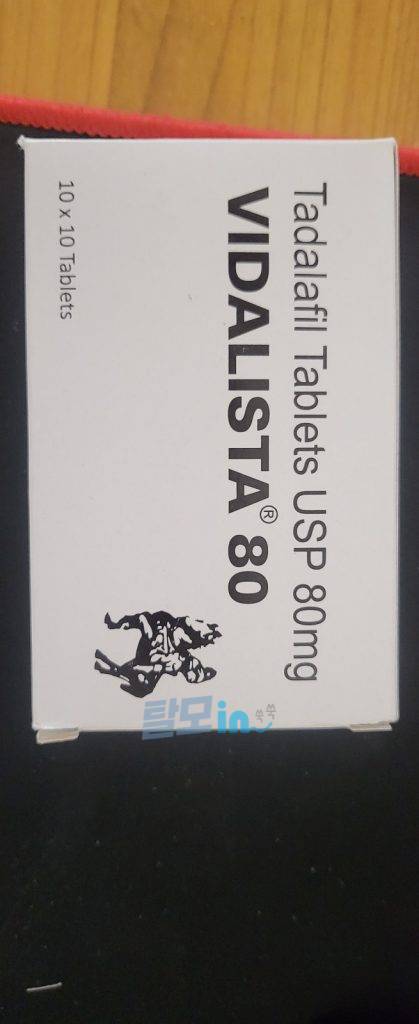 Tadalafil Tablets USP 80mg
VIDALISTA® 80
10 x 10 Tablets
탈모in